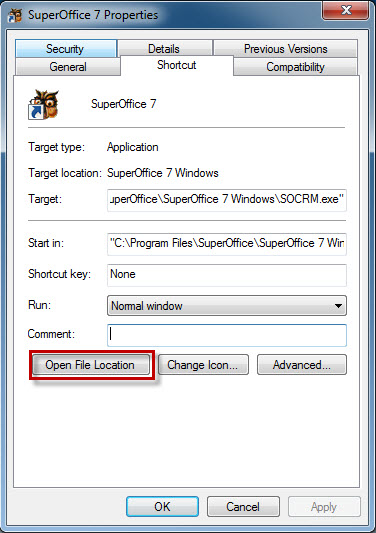 SuperOffice 7 Properties
Security Details Previous Versions
General Shortcut Compatibility
SuperOffice 7
Target type: Application
Target location: SuperOffice 7 Windows
Target: uperOffice\SuperOffice 7 Windows\SOCRM.exe"
Start in: "C:\Program Files\SuperOffice\SuperOffice 7 Win
Shortcut key: None
Run: Normal window
Comment:
Open File Location Change Icon... Advanced...
OK Cancel Apply